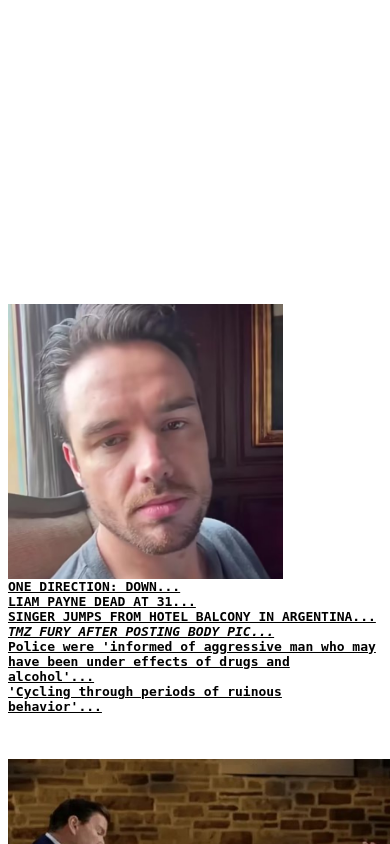 ONE DIRECTION: DOWN...
LIAM PAYNE DEAD AT 31...
SINGER JUMPS FROM HOTEL BALCONY IN ARGENTINA...
TMZ FURY AFTER POSTING BODY PIC...
Police were 'informed of aggressive man who may
have been under effects of drugs and
alcohol'...
'Cycling through periods of ruinous
behavior'...